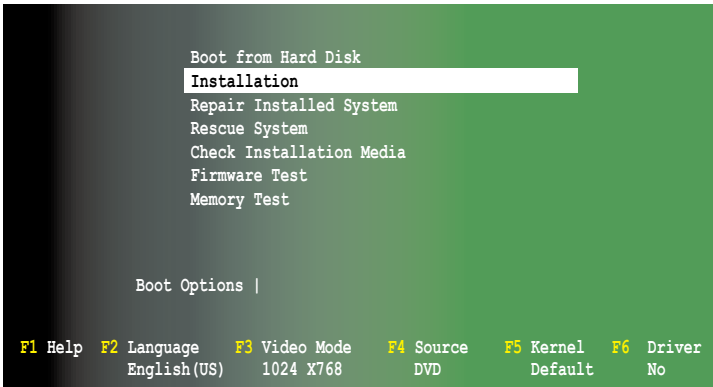 Boot from Hard Disk
Installation
Repair Installed System
Rescue System
Check Installation Media
Firmware Test
Memory Test
Boot Options |
F1 Help F2 Language F3 Video Mode F4 Source F5 Kernel F6 Driver
English(US) 1024 X768 DVD Default No